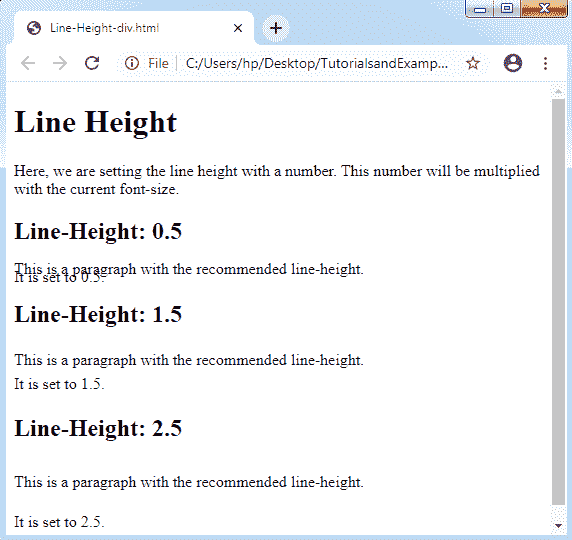 Line-Height-div.html
File
C:/Users/hp/Desktop/TutorialsandExamp...
Line Height
Here, we are setting the line height with a number. This number will be multiplied
with the current font-size.
Line-Height: 0.5
This is a paragraph with the recommended line-height.
It is set to 0.5.
Line-Height: 1.5
This is a paragraph with the recommended line-height.
It is set to 1.5.
Line-Height: 2.5
This is a paragraph with the recommended line-height.
It is set to 2.5.